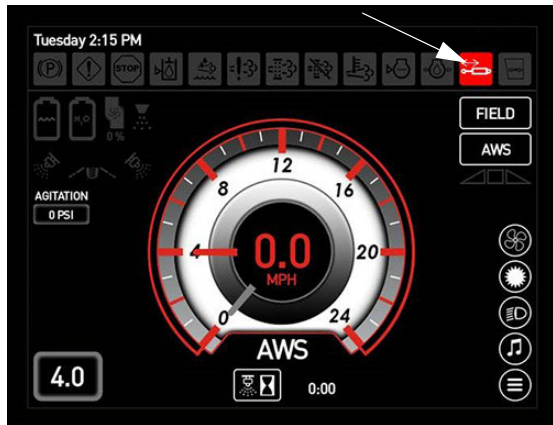 Tuesday 2:15 PM
(P)
STOP
H₂O
0 %
FIELD
AWS
AGITATION
0 PSI
0
4
8
12
16
20
24
0.0
MPH
AWS
4.0
0:00